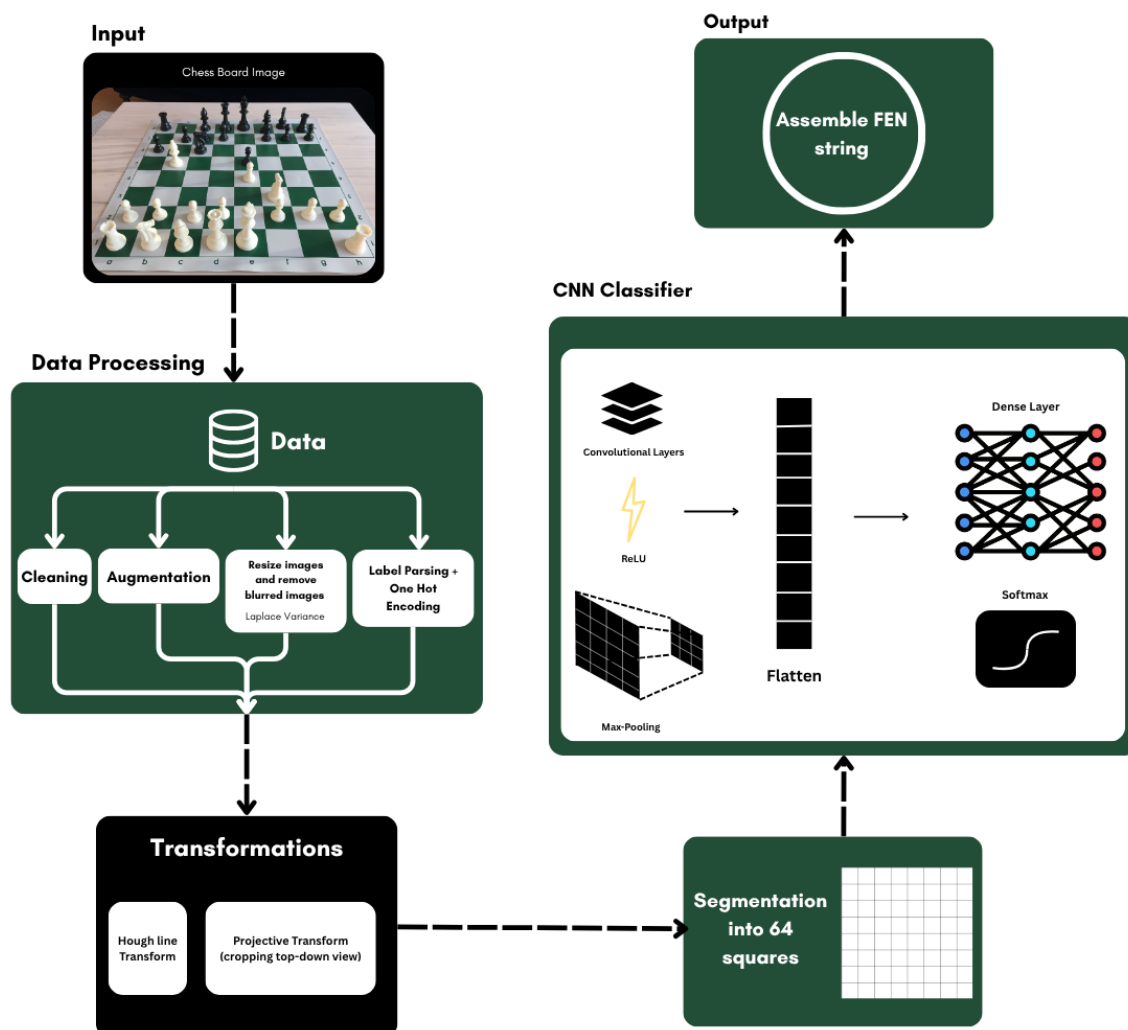 Input
Chess Board Image
a b c d e f g h
Data Processing
Data
Cleaning
Augmentation
Resize images
and remove
blurred images
Laplace Variance
Label Parsing +
One Hot
Encoding
Transformations
Hough line
Transform
Projective Transform
(cropping top-down view)
Segmentation
into 64
squares
CNN Classifier
Convolutional Layers
ReLU
Max-Pooling
Flatten
Dense Layer
Softmax
Output
Assemble FEN
string